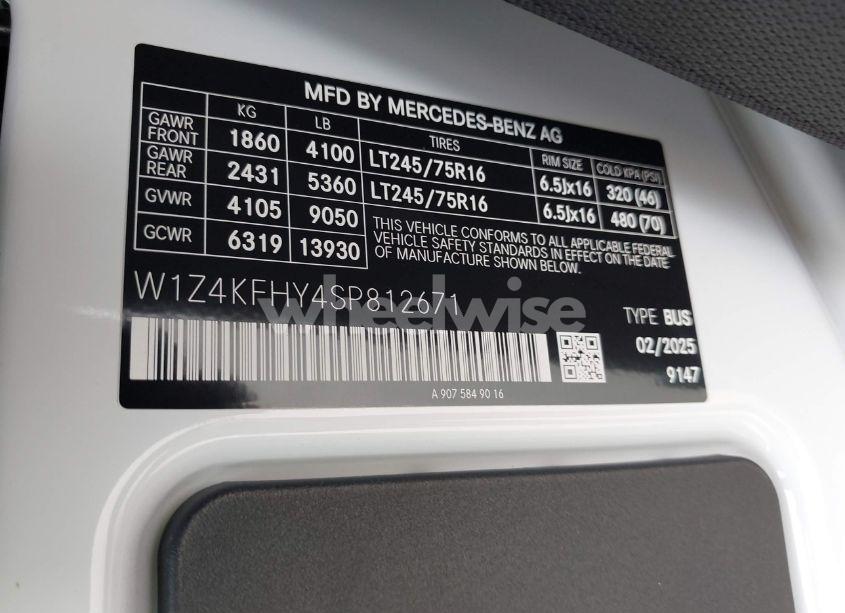 MFD BY MERCEDES-BENZ AG
KG LB TIRES RIM SIZE COLD KPA (PSI)
GAWR FRONT 1860 4100 LT245/75R16 6.5Jx16 320 (46)
GAWR REAR 2431 5360 LT245/75R16 6.5Jx16 480 (70)
GVWR 4105 9050
GCWR 6319 13930
THIS VEHICLE CONFORMS TO ALL APPLICABLE FEDERAL
VEHICLE SAFETY STANDARDS IN EFFECT ON THE DATE
OF MANUFACTURE SHOWN BELOW.
W1Z4KFHY4SP812671
wheelwise
TYPE BUS
02/2025
9147
A 907 584 90 16